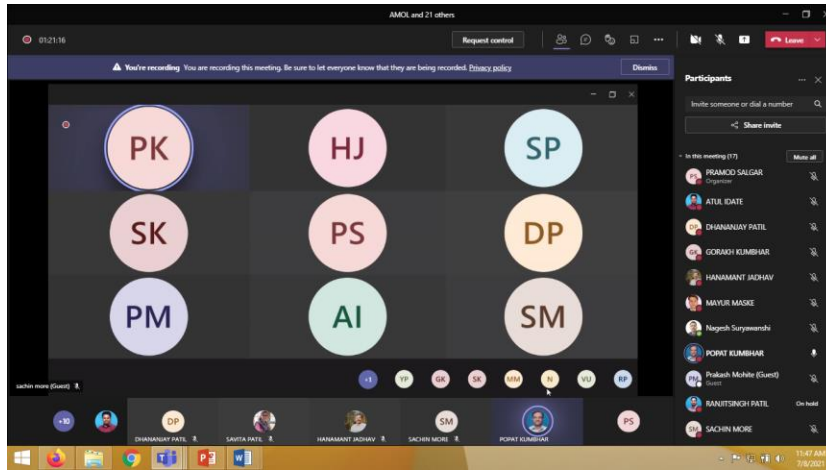 AMOL and 21 others
01:21:16
Request control
Leave
You're recording You are recording this meeting. Be sure to let everyone know that they are being recorded. Privacy policy
Dismiss
Participants
Invite someone or dial a number
Share invite
In this meeting (17)
Mute all
PK
HJ
SP
SK
PS
DP
PM
AI
SM
+1
YP
GK
SK
MM
N
VU
RP
sachin more (Guest)
+10
DP
DHANANJAY PATIL
SAVITA PATIL
HANAMANT JADHAV
SM
SACHIN MORE
POPAT KUMBHAR
PS
PS
PRAMOD SALGAR
Organizer
ATUL IDATE
DP
DHANANJAY PATIL
GK
GORAKH KUMBHAR
HANAMANT JADHAV
MAYUR MASKE
Nagesh Suryawanshi
POPAT KUMBHAR
PM
Prakash Mohite (Guest)
Guest
RANJITSINGH PATIL
On hold
SM
SACHIN MORE
11:47 AM
7/8/2021